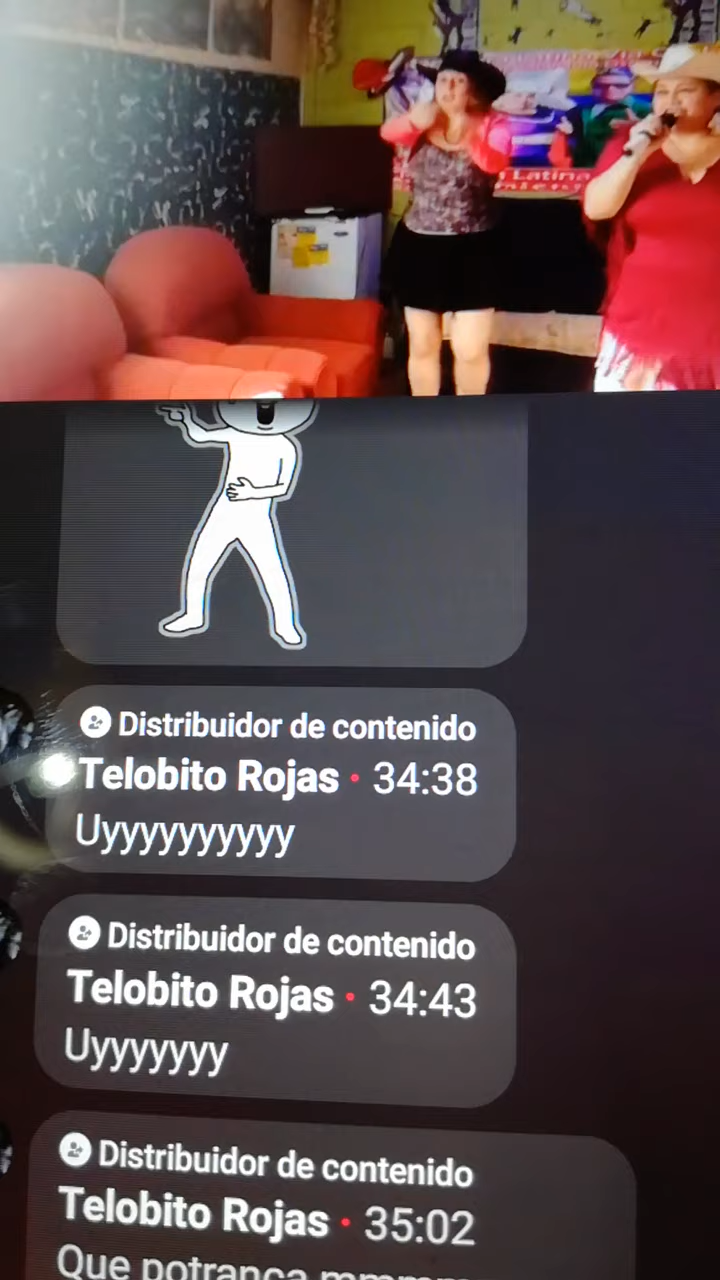 Latina
Distribuidor de contenido
Telobito Rojas • 34:38
Uyyyyyyyyyy
Distribuidor de contenido
Telobito Rojas • 34:43
Uyyyyyyy
Distribuidor de contenido
Telobito Rojas • 35:02
Que potranca